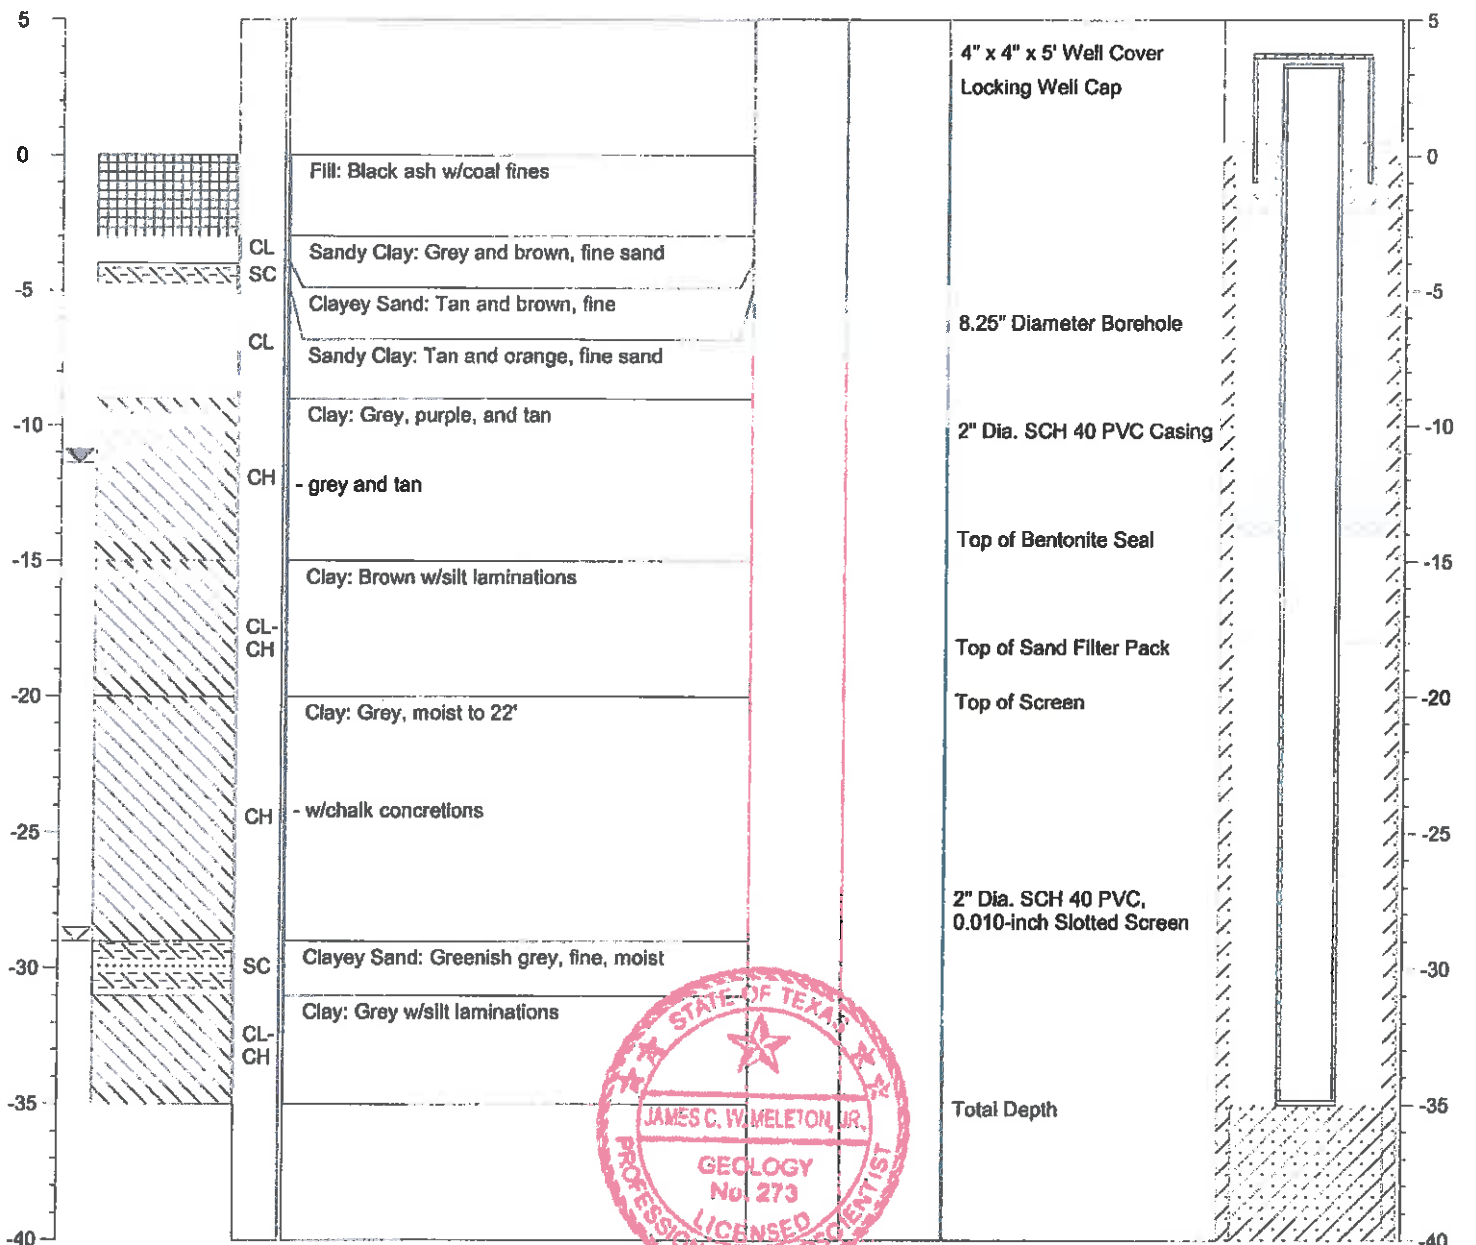 5
0
-5
-10
-15
-20
-25
-30
-35
-40
CL
SC
CL
CH
CL-
CH
CH
SC
CL-
CH
Fill: Black ash w/coal fines
Sandy Clay: Grey and brown, fine sand
Clayey Sand: Tan and brown, fine
Sandy Clay: Tan and orange, fine sand
Clay: Grey, purple, and tan
- grey and tan
Clay: Brown w/silt laminations
Clay: Grey, moist to 22'
- w/chalk concretions
Clayey Sand: Greenish grey, fine, moist
Clay: Grey w/silt laminations
4" x 4" x 5' Well Cover
Locking Well Cap
8.25" Diameter Borehole
2" Dia. SCH 40 PVC Casing
Top of Bentonite Seal
Top of Sand Filter Pack
Top of Screen
2" Dia. SCH 40 PVC,
0.010-inch Slotted Screen
Total Depth
5
0
-5
-10
-15
-20
-25
-30
-35
-40
STATE OF TEXAS
JAMES C. W. MELETON, JR.
GEOLOGY
No. 273
LICENSED